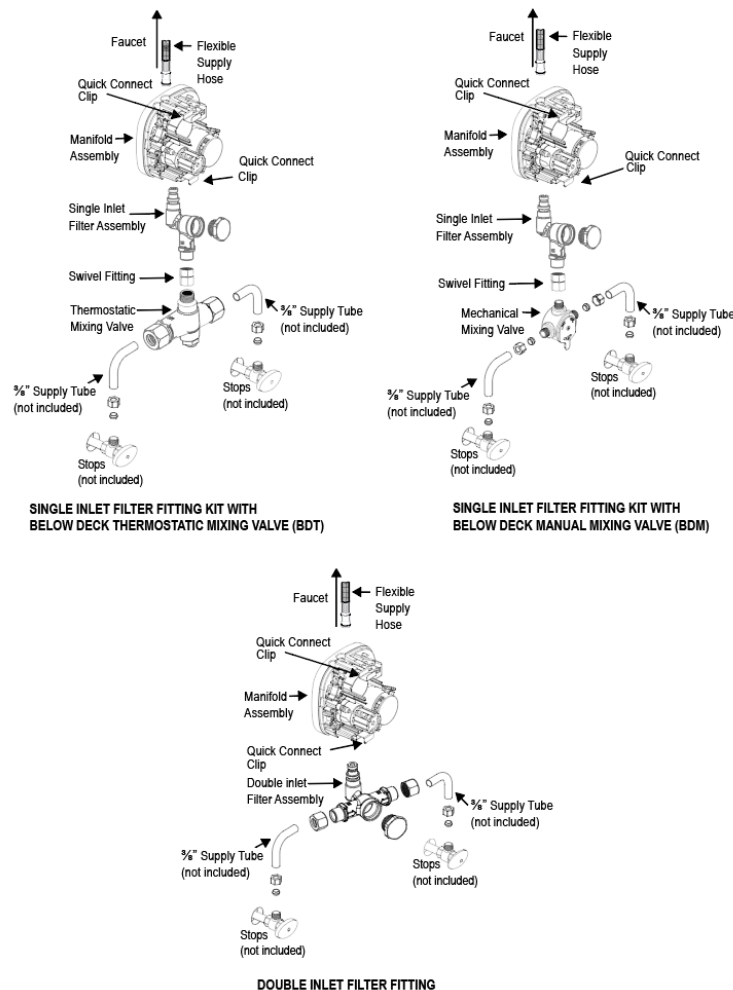 Faucet
Flexible
Supply
Hose
Quick Connect
Clip
Manifold
Assembly
Quick Connect
Clip
Single Inlet
Filter Assembly
Swivel Fitting
Thermostatic
Mixing Valve
⅜" Supply Tube
(not included)
Stops
(not included)
⅜" Supply Tube
(not included)
Stops
(not included)
SINGLE INLET FILTER FITTING KIT WITH
BELOW DECK THERMOSTATIC MIXING VALVE (BDT)
Faucet
Flexible
Supply
Hose
Quick Connect
Clip
Manifold
Assembly
Quick Connect
Clip
Single Inlet
Filter Assembly
Swivel Fitting
Mechanical
Mixing Valve
⅜" Supply Tube
(not included)
Stops
(not included)
⅜" Supply Tube
(not included)
Stops
(not included)
SINGLE INLET FILTER FITTING KIT WITH
BELOW DECK MANUAL MIXING VALVE (BDM)
Faucet
Flexible
Supply
Hose
Quick Connect
Clip
Manifold
Assembly
Quick Connect
Clip
Double inlet
Filter Assembly
⅜" Supply Tube
(not included)
Stops
(not included)
⅜" Supply Tube
(not included)
Stops
(not included)
DOUBLE INLET FILTER FITTING